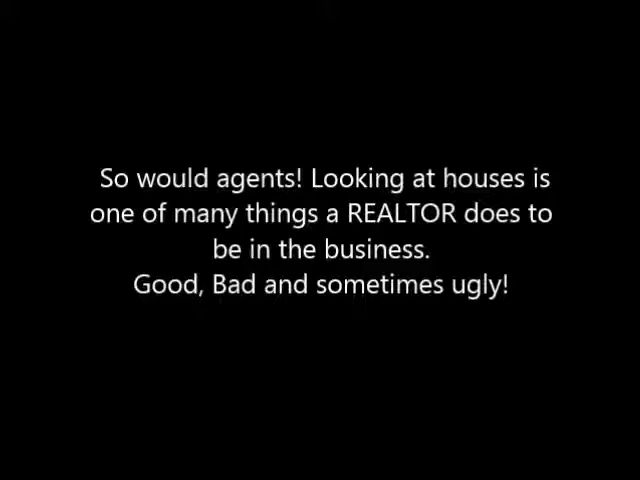 So would agents! Looking at houses is
one of many things a REALTOR does to
be in the business.
Good, Bad and sometimes ugly!